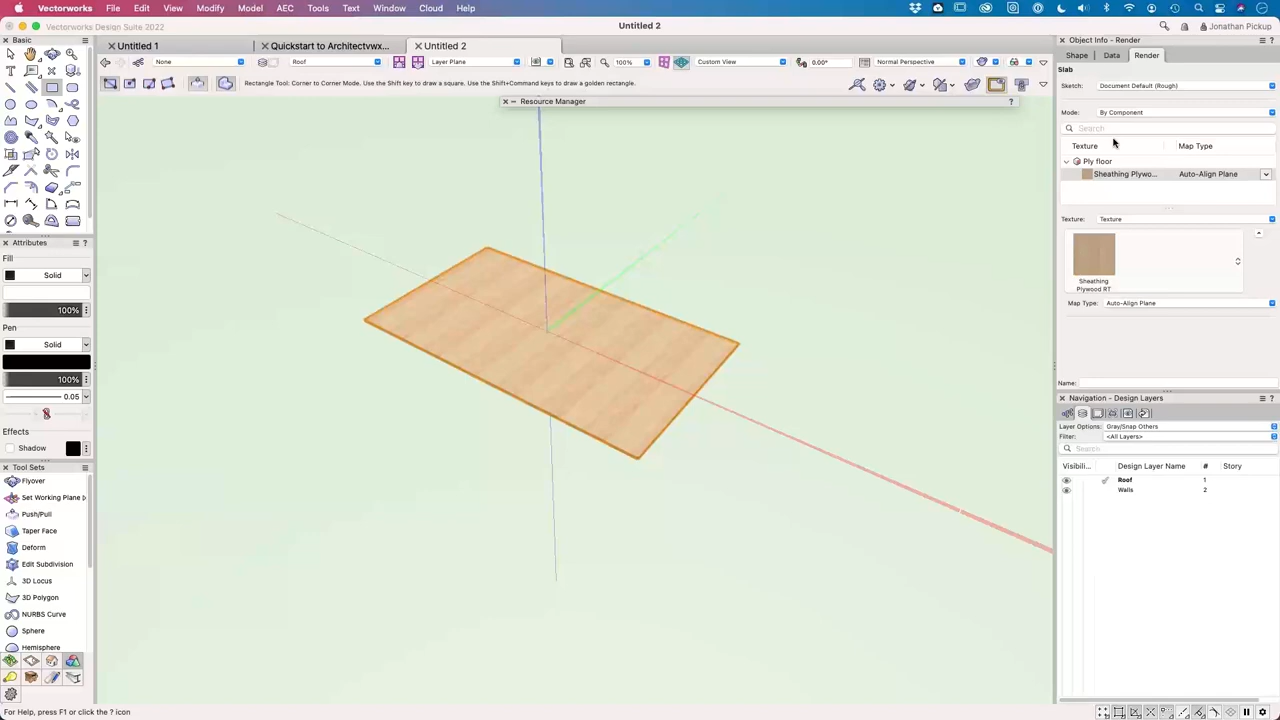 Vectorworks File Edit View Modify Model AEC Tools Text Window Cloud Help
Vectorworks Design Suite 2022
Untitled 2
Jonathan Pickup
Basic
Untitled 1
Quickstart to Architectvwx...
Untitled 2
None
Roof
Layer Plane
100%
Custom View
0.00°
Normal Perspective
Rectangle Tool: Corner to Corner Mode. Use the Shift key to draw a square. Use Shift+Command keys to draw a golden rectangle.
Resource Manager
?
Attributes
?
Fill
Solid
100%
Pen
Solid
100%
0.05
Effects
Shadow
Tool Sets
Flyover
Set Working Plane
Push/Pull
Taper Face
Deform
Edit Subdivision
3D Locus
3D Polygon
NURBS Curve
Sphere
Hemisphere
For Help, press F1 or click the ? icon
Object Info - Render
?
Shape
Data
Render
Slab
Sketch:
Document Default (Rough)
Mode:
By Component
Search
Texture
Map Type
Ply floor
Sheathing Plywo...
Auto-Align Plane
Texture:
Texture
Sheathing
Plywood RT
Map Type:
Auto-Align Plane
Name:
Navigation - Design Layers
?
Layer Options:
Gray/Snap Others
Filter:
<All Layers>
Search
Visibili...
Design Layer Name
#
Story
Roof
1
Walls
2